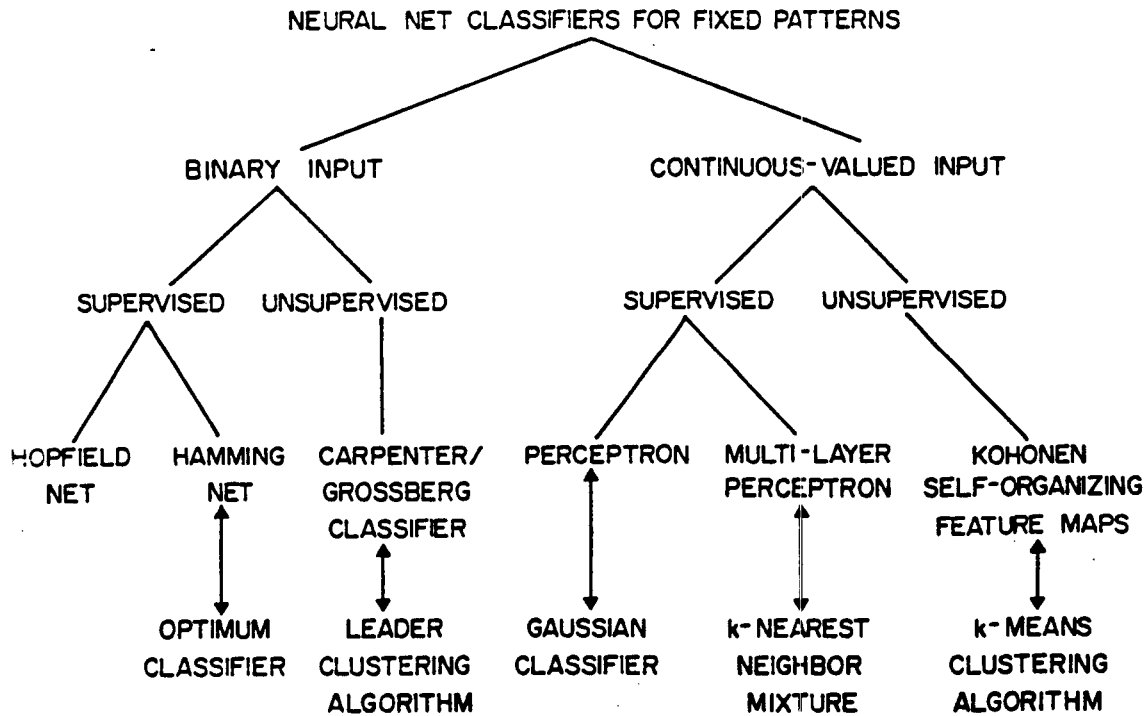 NEURAL NET CLASSIFIERS FOR FIXED PATTERNS
BINARY INPUT
CONTINUOUS-VALUED INPUT
SUPERVISED
UNSUPERVISED
SUPERVISED
UNSUPERVISED
HOPFIELD
NET
HAMMING
NET
CARPENTER/
GROSSBERG
CLASSIFIER
PERCEPTRON
MULTI-LAYER
PERCEPTRON
KOHONEN
SELF-ORGANIZING
FEATURE MAPS
OPTIMUM
CLASSIFIER
LEADER
CLUSTERING
ALGORITHM
GAUSSIAN
CLASSIFIER
k-NEAREST
NEIGHBOR
MIXTURE
k-MEANS
CLUSTERING
ALGORITHM